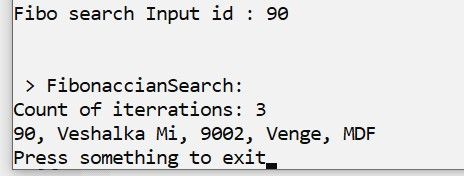 Fibo search Input id : 90
> FibonaccianSearch:
Count of iterrations: 3
90, Veshalka Mi, 9002, Venge, MDF
Press something to exit